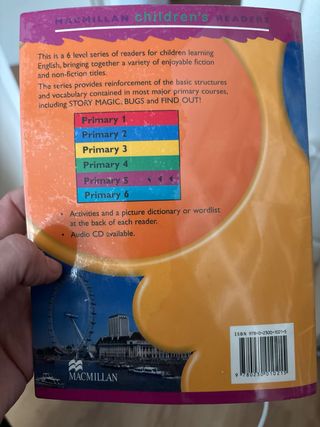 MACMILLAN children's READERS
This is a 6 level series of readers for children learning
English, bringing together a variety of enjoyable fiction
and non-fiction titles.
The series provides reinforcement of the basic structures
and vocabulary contained in most major primary courses,
including STORY MAGIC, BUGS and FIND OUT!
Primary 1
Primary 2
Primary 3
Primary 4
Primary 5
Primary 6
• Activities and a picture dictionary or wordlist
at the back of each reader.
• Audio CD available.
MACMILLAN